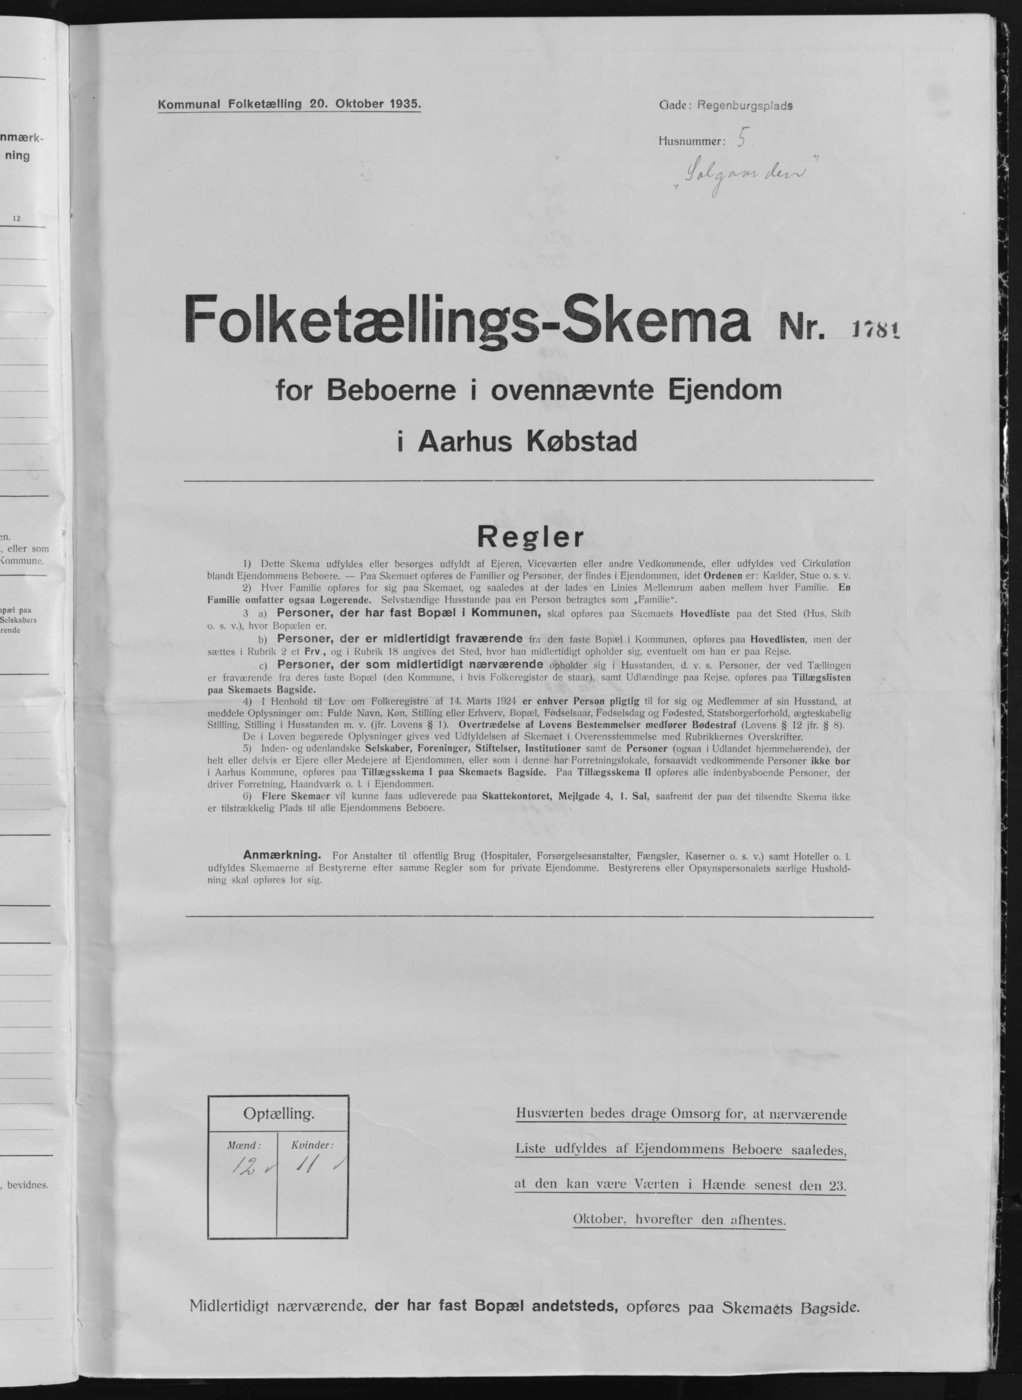 nmærk-
ning
12
en.
, eller som
Kommune.
opæl paa
Selskabers
rende
, bevidnes.
Kommunal Folketælling 20. Oktober 1935.
Gade: Regenburgsplads
Husnummer: 5
„Solgaarden”
Folketællings-Skema Nr. 1781
for Beboerne i ovennævnte Ejendom
i Aarhus Købstad
Regler
1) Dette Skema udfyldes eller besørges udfyldt af Ejeren, Viceværten eller andre Vedkommende, eller udfyldes ved Cirkulation
blandt Ejendommens Beboere. — Paa Skemaet opføres de Familier og Personer, der findes i Ejendommen, idet Ordenen er: Kælder, Stue o. s. v.
2) Hver Familie opføres for sig paa Skemaet, og saaledes at der lades en Linies Mellemrum aaben mellem hver Familie. En
Familie omfatter ogsaa Logerende. Selvstændige Husstande paa en Person betragtes som „Familie“.
3 a) Personer, der har fast Bopæl i Kommunen, skal opføres paa Skemaets Hovedliste paa det Sted (Hus, Skib
o. s. v.), hvor Bopælen er.
b) Personer, der er midlertidigt fraværende fra den faste Bopæl i Kommunen, opføres paa Hovedlisten, men der
sættes i Rubrik 2 et Frv., og i Rubrik 18 angives det Sted, hvor han midlertidigt opholder sig, eventuelt om han er paa Rejse.
c) Personer, der som midlertidigt nærværende opholder sig i Husstanden, d. v. s. Personer, der ved Tællingen
er fraværende fra deres faste Bopæl (den Kommune, i hvis Folkeregister de staar), samt Udlændinge paa Rejse, opføres paa Tillægslisten
paa Skemaets Bagside.
4) I Henhold til Lov om Folkeregistre af 14. Marts 1924 er enhver Person pligtig til for sig og Medlemmer af sin Husstand, at
meddele Oplysninger om: Fulde Navn, Køn, Stilling eller Erhverv, Bopæl, Fødselsaar, Fødselsdag og Fødested, Statsborgerforhold, ægteskabelig
Stilling, Stilling i Husstanden m. v. (jfr. Lovens § 1). Overtrædelse af Lovens Bestemmelser medfører Bødestraf (Lovens § 12 jfr. § 8).
De i Loven begærede Oplysninger gives ved Udfyldelsen af Skemaet i Overensstemmelse med Rubrikkernes Overskrifter.
5) Inden- og udenlandske Selskaber, Foreninger, Stiftelser, Institutioner samt de Personer (ogsaa i Udlandet hjemmehørende), der
helt eller delvis er Ejere eller Medejere af Ejendommen, eller som i denne har Forretningslokale, forsaavidt vedkommende Personer ikke bor
i Aarhus Kommune, opføres paa Tillægsskema I paa Skemaets Bagside. Paa Tillægsskema II opføres alle indenbysboende Personer, der
driver Forretning, Haandværk o. l. i Ejendommen.
6) Flere Skemaer vil kunne faas udleverede paa Skattekontoret, Mejlgade 4, 1. Sal, saafremt der paa det tilsendte Skema ikke
er tilstrækkelig Plads til alle Ejendommens Beboere.
Anmærkning. For Anstalter til offentlig Brug (Hospitaler, Forsørgelsesanstalter, Fængsler, Kaserner o. s. v.) samt Hoteller o. l.
udfyldes Skemaerne af Bestyrerne efter samme Regler som for private Ejendomme. Bestyrerens eller Opsynspersonalets særlige Hushold-
ning skal opføres for sig.
Optælling.
Mænd: Kvinder:
12 11
Husværten bedes drage Omsorg for, at nærværende
Liste udfyldes af Ejendommens Beboere saaledes,
at den kan være Værten i Hænde senest den 23.
Oktober, hvorefter den afhentes.
Midlertidigt nærværende, der har fast Bopæl andetsteds, opføres paa Skemaets Bagside.